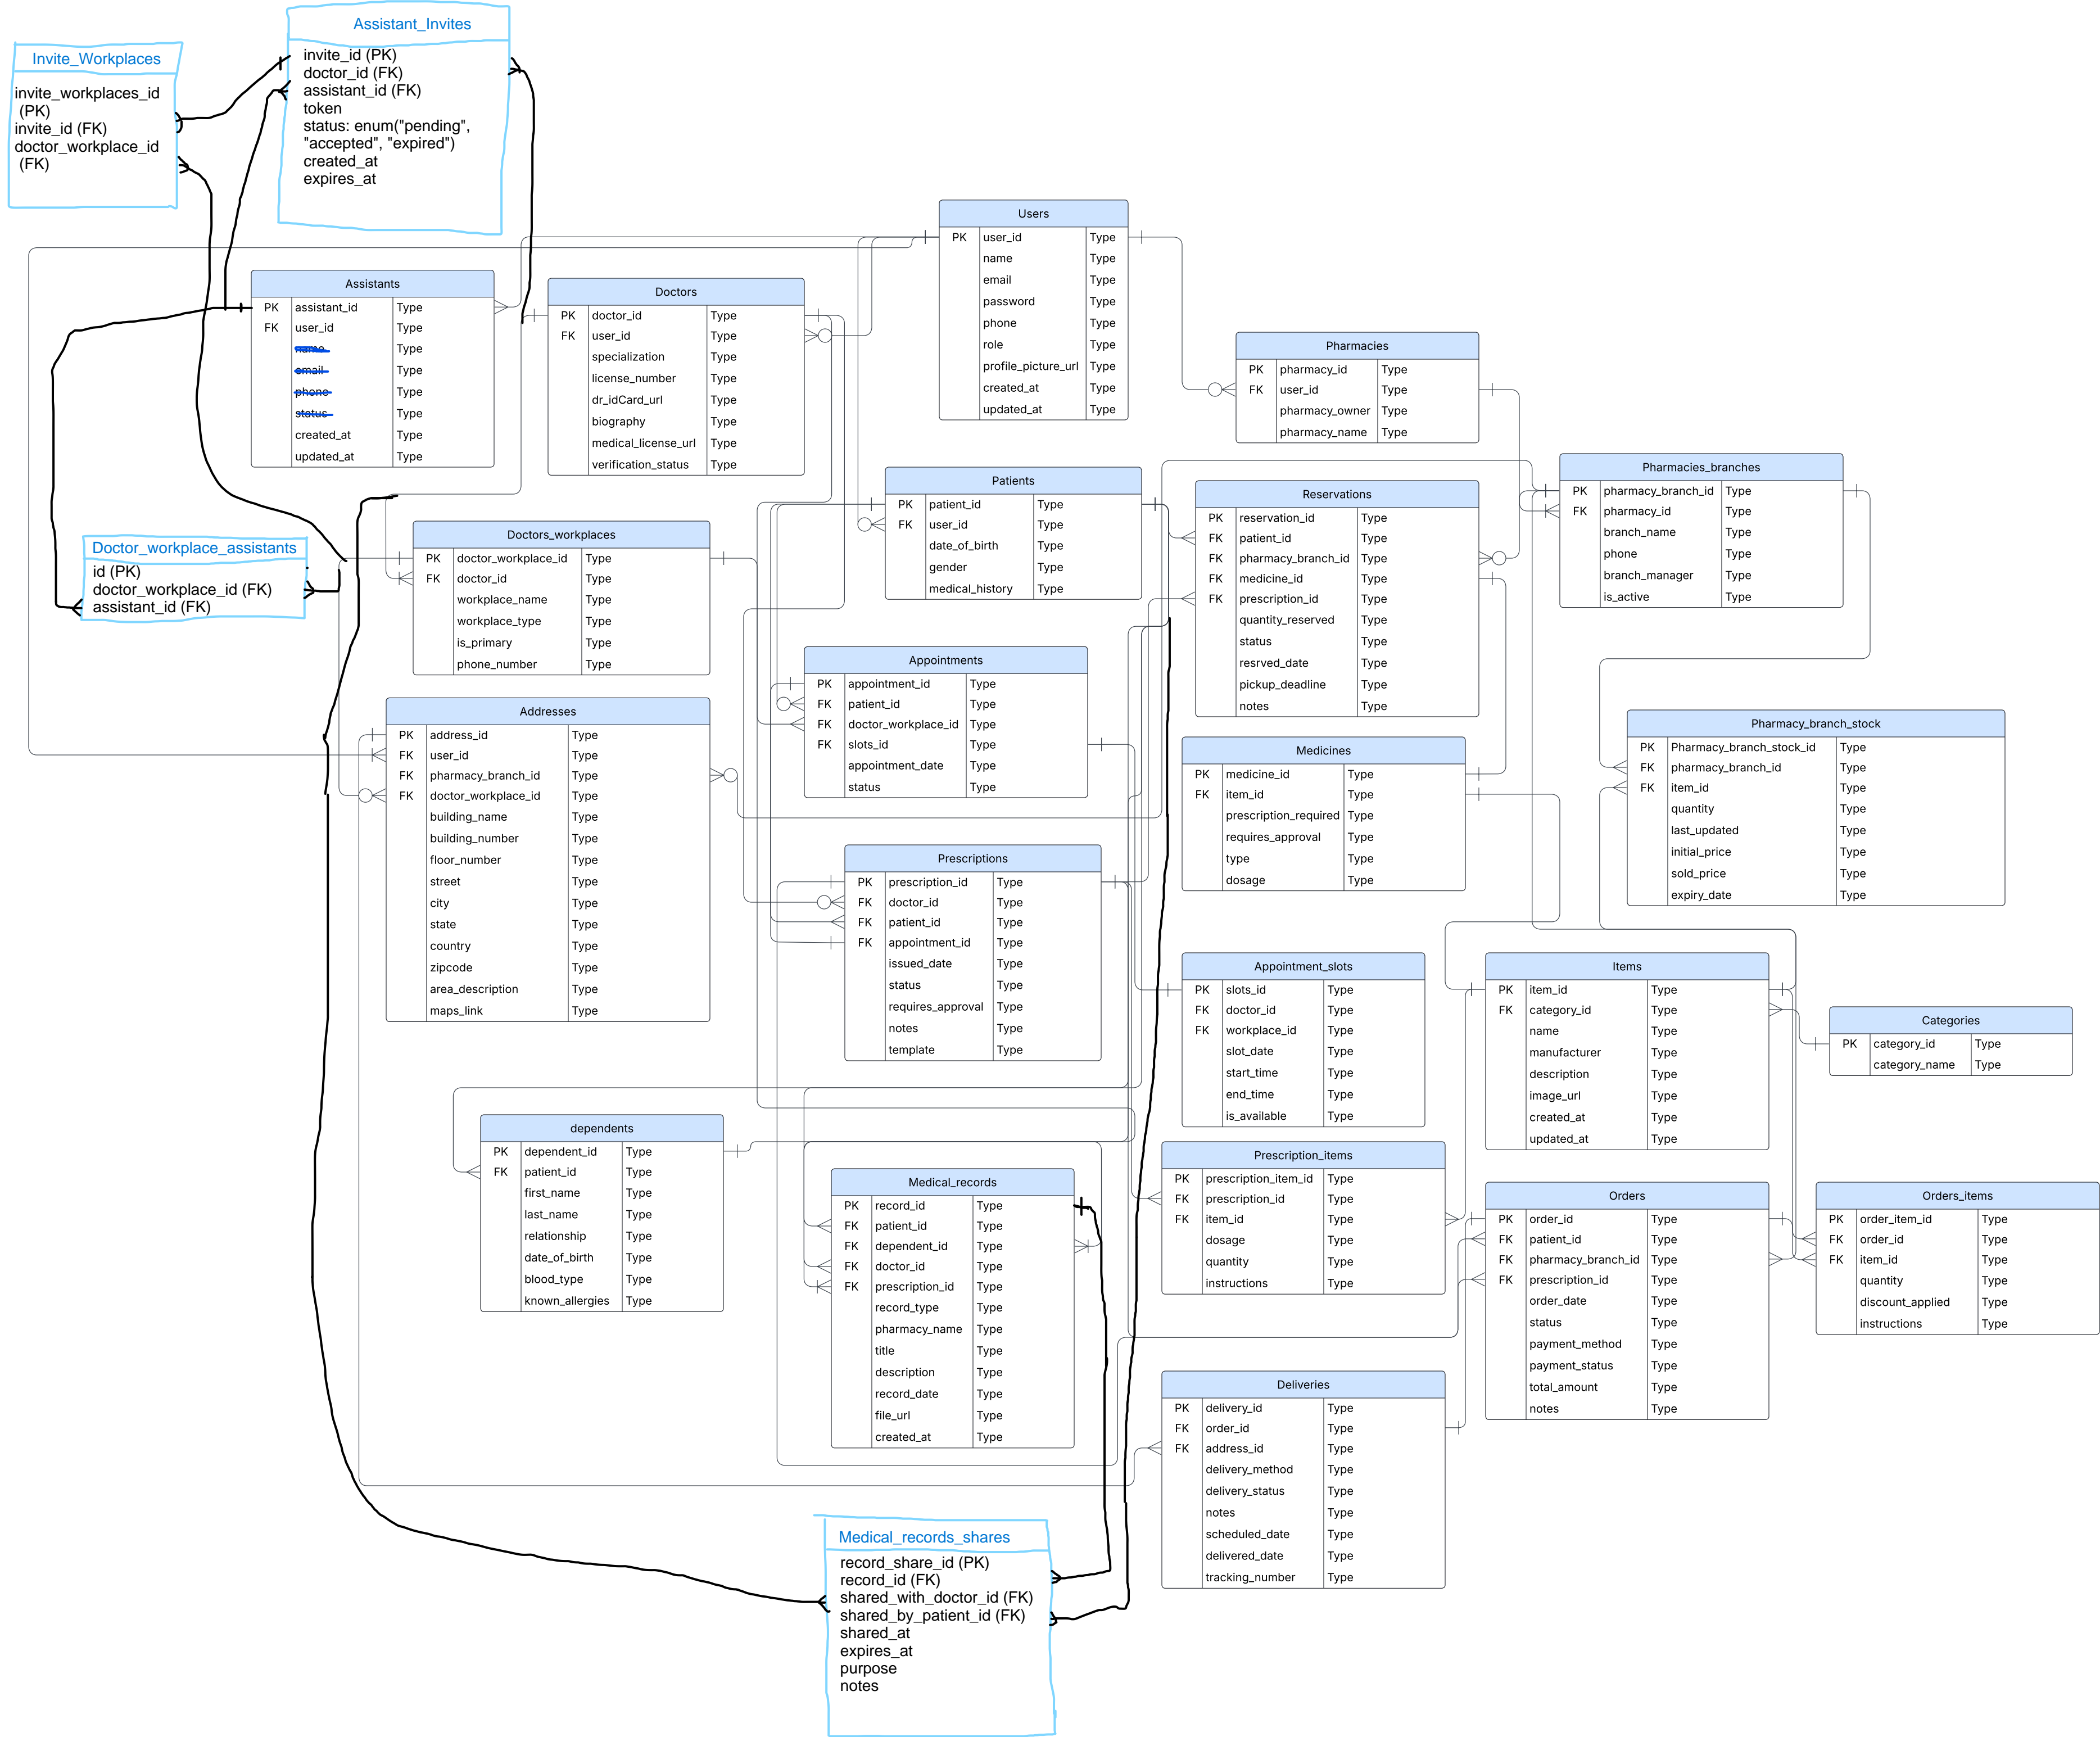 Assistant_Invites
invite_id (PK)
doctor_id (FK)
assistant_id (FK)
token
status: enum("pending",
"accepted", "expired")
created_at
expires_at
Invite_Workplaces
invite_workplaces_id
(PK)
invite_id (FK)
doctor_workplace_id
(FK)
Users
PK user_id Type
name Type
email Type
password Type
phone Type
role Type
profile_picture_url Type
created_at Type
updated_at Type
Assistants
PK assistant_id Type
FK user_id Type
name Type
email Type
phone Type
status Type
created_at Type
updated_at Type
Doctors
PK doctor_id Type
FK user_id Type
specialization Type
license_number Type
dr_idCard_url Type
biography Type
medical_license_url Type
verification_status Type
Pharmacies
PK pharmacy_id Type
FK user_id Type
pharmacy_owner Type
pharmacy_name Type
Pharmacies_branches
PK pharmacy_branch_id Type
FK pharmacy_id Type
branch_name Type
phone Type
branch_manager Type
is_active Type
Patients
PK patient_id Type
FK user_id Type
date_of_birth Type
gender Type
medical_history Type
Reservations
PK reservation_id Type
FK patient_id Type
FK pharmacy_branch_id Type
FK medicine_id Type
FK prescription_id Type
quantity_reserved Type
status Type
resrved_date Type
pickup_deadline Type
notes Type
Doctor_workplace_assistants
id (PK)
doctor_workplace_id (FK)
assistant_id (FK)
Doctors_workplaces
PK doctor_workplace_id Type
FK doctor_id Type
workplace_name Type
workplace_type Type
is_primary Type
phone_number Type
Appointments
PK appointment_id Type
FK patient_id Type
FK doctor_workplace_id Type
FK slots_id Type
appointment_date Type
status Type
Addresses
PK address_id Type
FK user_id Type
FK pharmacy_branch_id Type
FK doctor_workplace_id Type
building_name Type
building_number Type
floor_number Type
street Type
city Type
state Type
country Type
zipcode Type
area_description Type
maps_link Type
Medicines
PK medicine_id Type
FK item_id Type
prescription_required Type
requires_approval Type
type Type
dosage Type
Pharmacy_branch_stock
PK Pharmacy_branch_stock_id Type
FK pharmacy_branch_id Type
FK item_id Type
quantity Type
last_updated Type
initial_price Type
sold_price Type
expiry_date Type
Prescriptions
PK prescription_id Type
FK doctor_id Type
FK patient_id Type
FK appointment_id Type
issued_date Type
status Type
requires_approval Type
notes Type
template Type
Appointment_slots
PK slots_id Type
FK doctor_id Type
FK workplace_id Type
slot_date Type
start_time Type
end_time Type
is_available Type
Items
PK item_id Type
FK category_id Type
name Type
manufacturer Type
description Type
image_url Type
created_at Type
updated_at Type
Categories
PK category_id Type
category_name Type
dependents
PK dependent_id Type
FK patient_id Type
first_name Type
last_name Type
relationship Type
date_of_birth Type
blood_type Type
known_allergies Type
Medical_records
PK record_id Type
FK patient_id Type
FK dependent_id Type
FK doctor_id Type
FK prescription_id Type
record_type Type
pharmacy_name Type
title Type
description Type
record_date Type
file_url Type
created_at Type
Prescription_items
PK prescription_item_id Type
FK prescription_id Type
FK item_id Type
dosage Type
quantity Type
instructions Type
Orders
PK order_id Type
FK patient_id Type
FK pharmacy_branch_id Type
FK prescription_id Type
order_date Type
status Type
payment_method Type
payment_status Type
total_amount Type
notes Type
Orders_items
PK order_item_id Type
FK order_id Type
FK item_id Type
quantity Type
discount_applied Type
instructions Type
Deliveries
PK delivery_id Type
FK order_id Type
FK address_id Type
delivery_method Type
delivery_status Type
notes Type
scheduled_date Type
delivered_date Type
tracking_number Type
Medical_records_shares
record_share_id (PK)
record_id (FK)
shared_with_doctor_id (FK)
shared_by_patient_id (FK)
shared_at
expires_at
purpose
notes